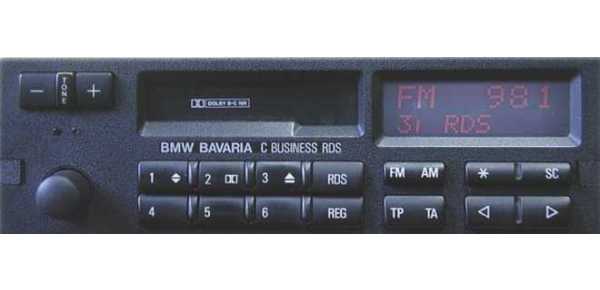 − TONE +
DOLBY B-C NR
FM 981
3) RDS
BMW BAVARIA C BUSINESS RDS
1 2 3 RDS
4 5 6 REG
FM AM
TP TA
* SC